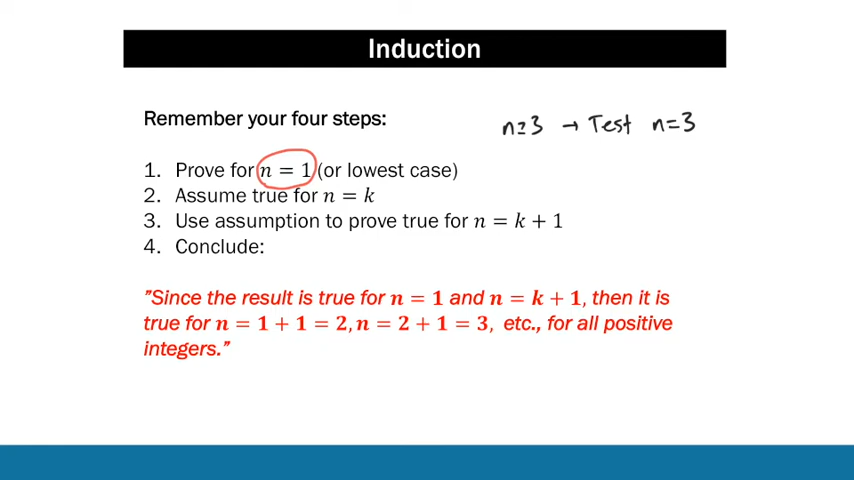 Induction
Remember your four steps:
n≥3 → Test n=3
1. Prove for n = 1 (or lowest case)
2. Assume true for n = k
3. Use assumption to prove true for n = k + 1
4. Conclude:
"Since the result is true for n = 1 and n = k + 1, then it is
true for n = 1 + 1 = 2, n = 2 + 1 = 3, etc., for all positive
integers."